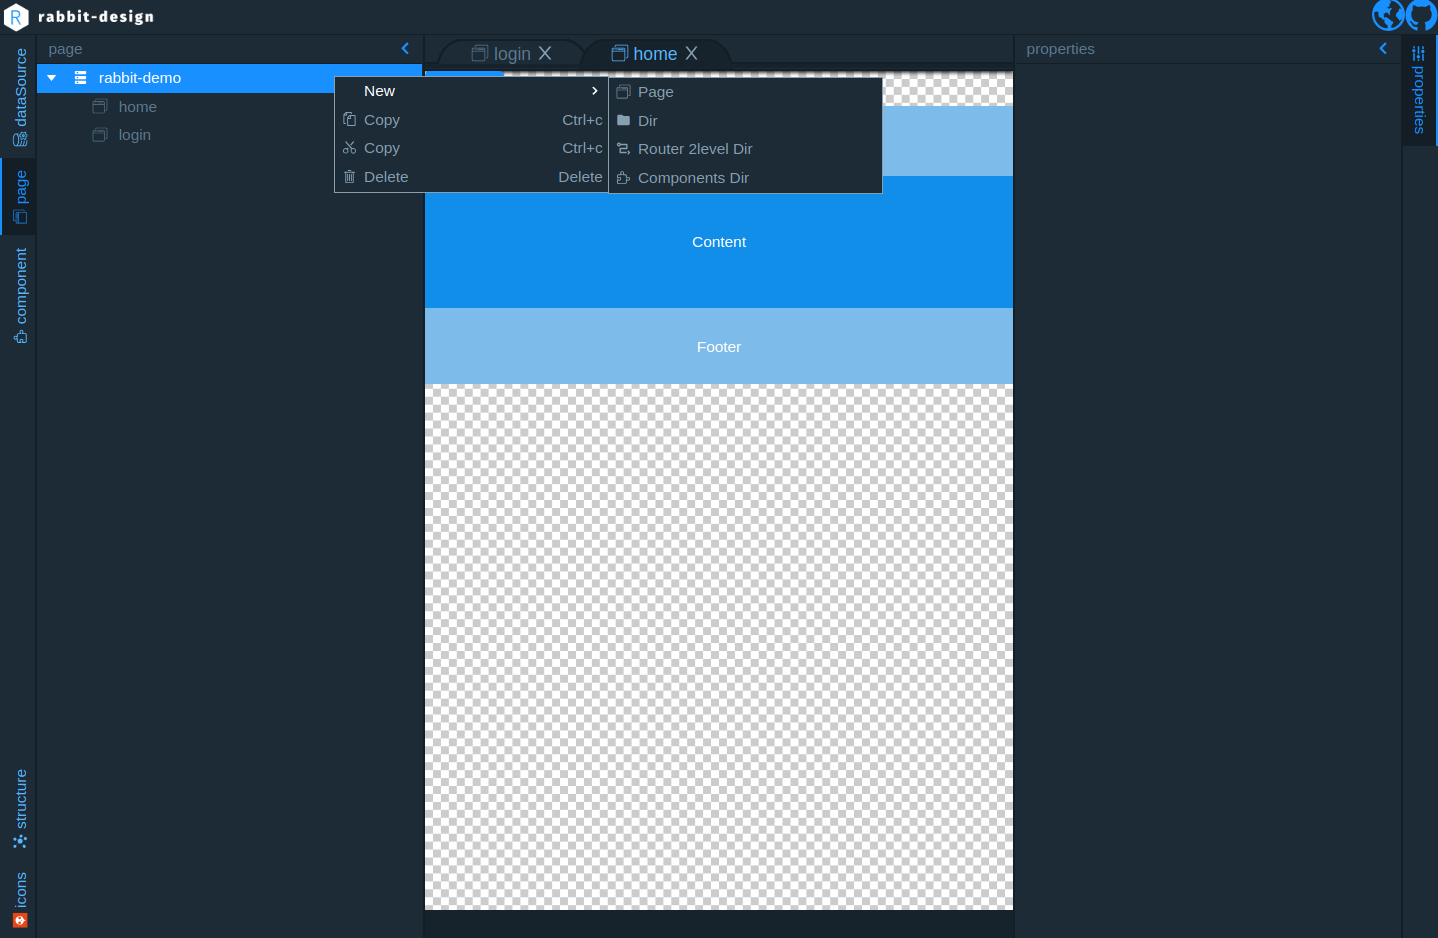 R rabbit-design
page
login
home
properties
rabbit-demo
home
login
New
Copy Ctrl+c
Copy Ctrl+c
Delete Delete
Page
Dir
Router 2level Dir
Components Dir
Content
Footer
dataSource
page
component
structure
icons
properties